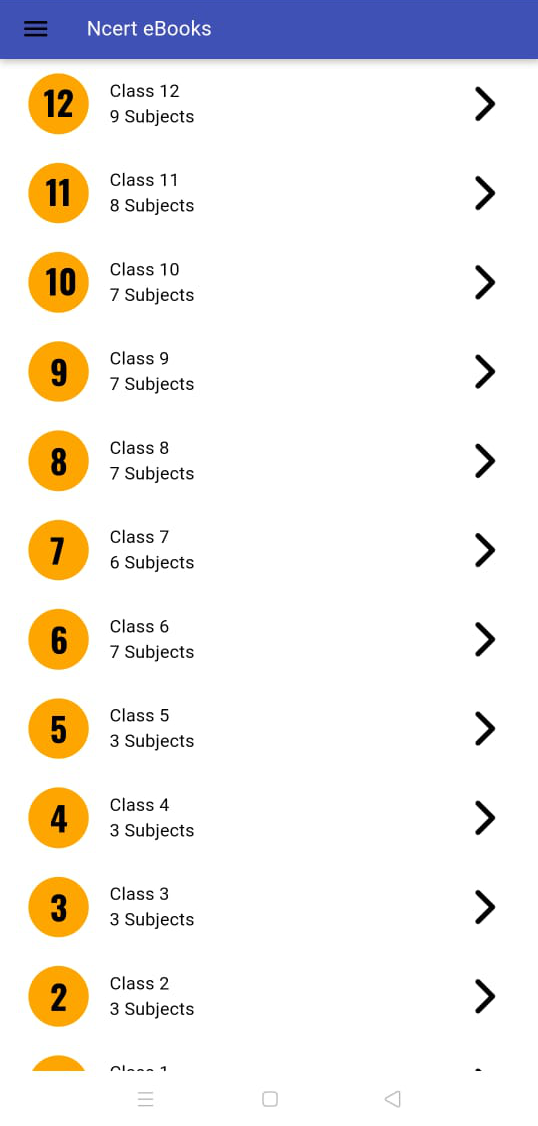 Ncert eBooks
12
Class 12
9 Subjects
11
Class 11
8 Subjects
10
Class 10
7 Subjects
9
Class 9
7 Subjects
8
Class 8
7 Subjects
7
Class 7
6 Subjects
6
Class 6
7 Subjects
5
Class 5
3 Subjects
4
Class 4
3 Subjects
3
Class 3
3 Subjects
2
Class 2
3 Subjects
Class 1